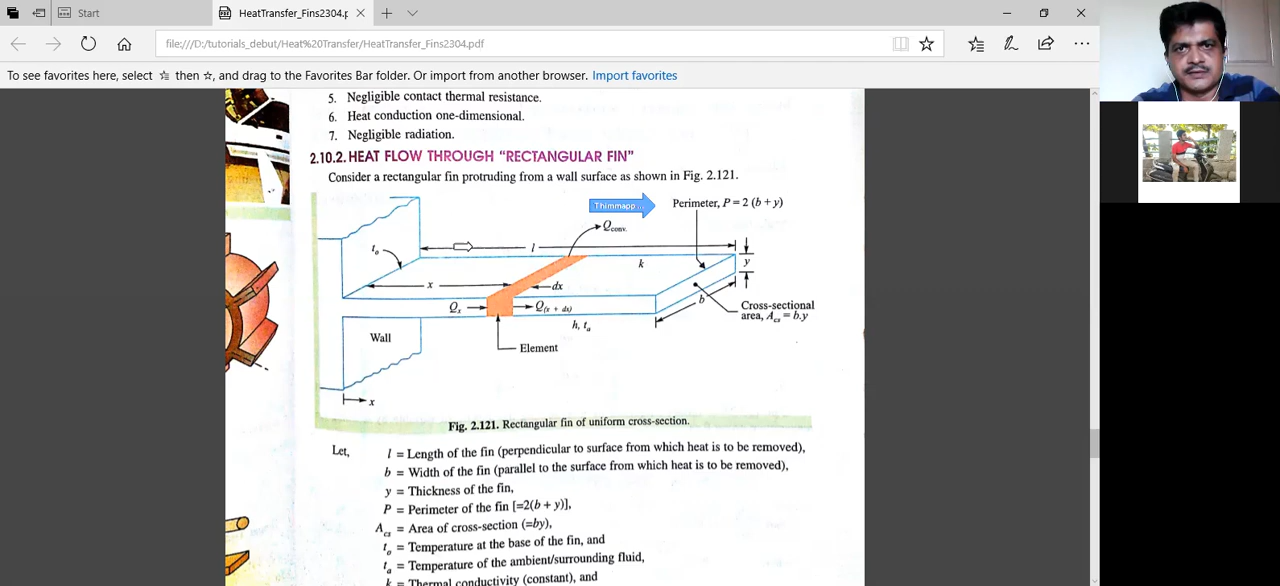 Start
HeatTransfer_Fins2304.p
file:///D:/tutorials_debut/Heat%20Transfer/HeatTransfer_Fins2304.pdf
To see favorites here, select then ☆, and drag to the Favorites Bar folder. Or import from another browser. Import favorites
5. Negligible contact thermal resistance.
6. Heat conduction one-dimensional.
7. Negligible radiation.
2.10.2. HEAT FLOW THROUGH "RECTANGULAR FIN"
Consider a rectangular fin protruding from a wall surface as shown in Fig. 2.121.
Thimmapp...
Perimeter, P = 2 (b + y)
Qconv.
to
l
k
y
x
dx
b
Qx
Q(x + dx)
Cross-sectional
area, Acs = b.y
h, ta
Wall
Element
x
Fig. 2.121. Rectangular fin of uniform cross-section.
Let,
l = Length of the fin (perpendicular to surface from which heat is to be removed),
b = Width of the fin (parallel to the surface from which heat is to be removed),
y = Thickness of the fin,
P = Perimeter of the fin [=2(b + y)],
Acs = Area of cross-section (=by),
to = Temperature at the base of the fin, and
ta = Temperature of the ambient/surrounding fluid,
k = Thermal conductivity (constant), and